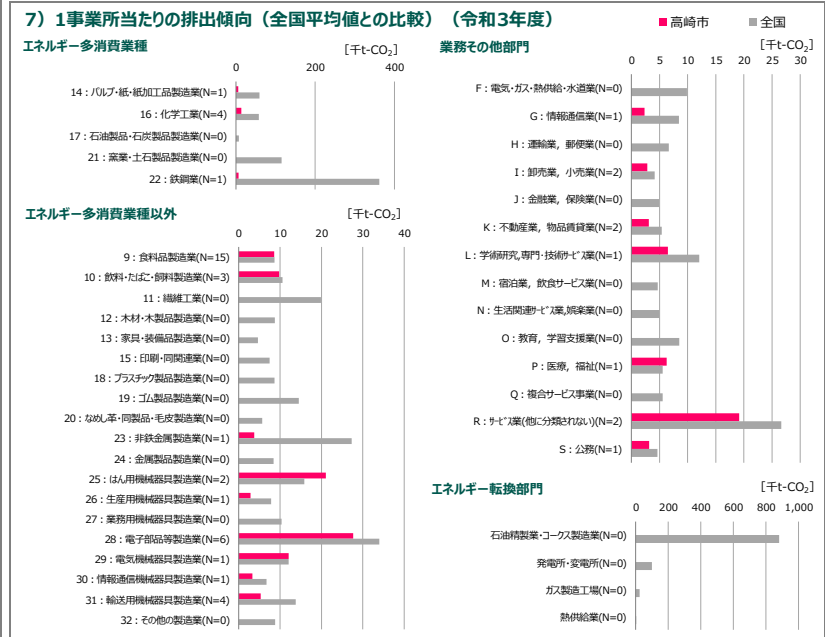 7）1事業所当たりの排出傾向（全国平均値との比較）（令和3年度）
■高崎市 ■全国
エネルギー多消費業種
［千t-CO₂］
0 200 400
14：パルプ･紙･紙加工品製造業(N=1)
16：化学工業(N=4)
17：石油製品･石炭製品製造業(N=0)
21：窯業･土石製品製造業(N=0)
22：鉄鋼業(N=1)
エネルギー多消費業種以外
［千t-CO₂］
0 10 20 30 40
9：食料品製造業(N=15)
10：飲料･たばこ･飼料製造業(N=3)
11：繊維工業(N=0)
12：木材･木製品製造業(N=0)
13：家具･装備品製造業(N=0)
15：印刷･同関連業(N=0)
18：プラスチック製品製造業(N=0)
19：ゴム製品製造業(N=0)
20：なめし革･同製品･毛皮製造業(N=0)
23：非鉄金属製造業(N=1)
24：金属製品製造業(N=0)
25：はん用機械器具製造業(N=2)
26：生産用機械器具製造業(N=1)
27：業務用機械器具製造業(N=0)
28：電子部品等製造業(N=6)
29：電気機械器具製造業(N=1)
30：情報通信機械器具製造業(N=1)
31：輸送用機械器具製造業(N=4)
32：その他の製造業(N=0)
業務その他部門
［千t-CO₂］
0 5 10 15 20 25 30
F：電気･ガス･熱供給･水道業(N=0)
G：情報通信業(N=1)
H：運輸業，郵便業(N=0)
I：卸売業，小売業(N=2)
J：金融業，保険業(N=0)
K：不動産業，物品賃貸業(N=2)
L：学術研究,専門･技術ｻｰﾋﾞｽ業(N=1)
M：宿泊業，飲食サービス業(N=0)
N：生活関連ｻｰﾋﾞｽ業,娯楽業(N=0)
O：教育，学習支援業(N=0)
P：医療，福祉(N=1)
Q：複合サービス事業(N=0)
R：ｻｰﾋﾞｽ業(他に分類されない)(N=2)
S：公務(N=1)
エネルギー転換部門
［千t-CO₂］
0 200 400 600 800 1,000
石油精製業･コークス製造業(N=0)
発電所･変電所(N=0)
ガス製造工場(N=0)
熱供給業(N=0)